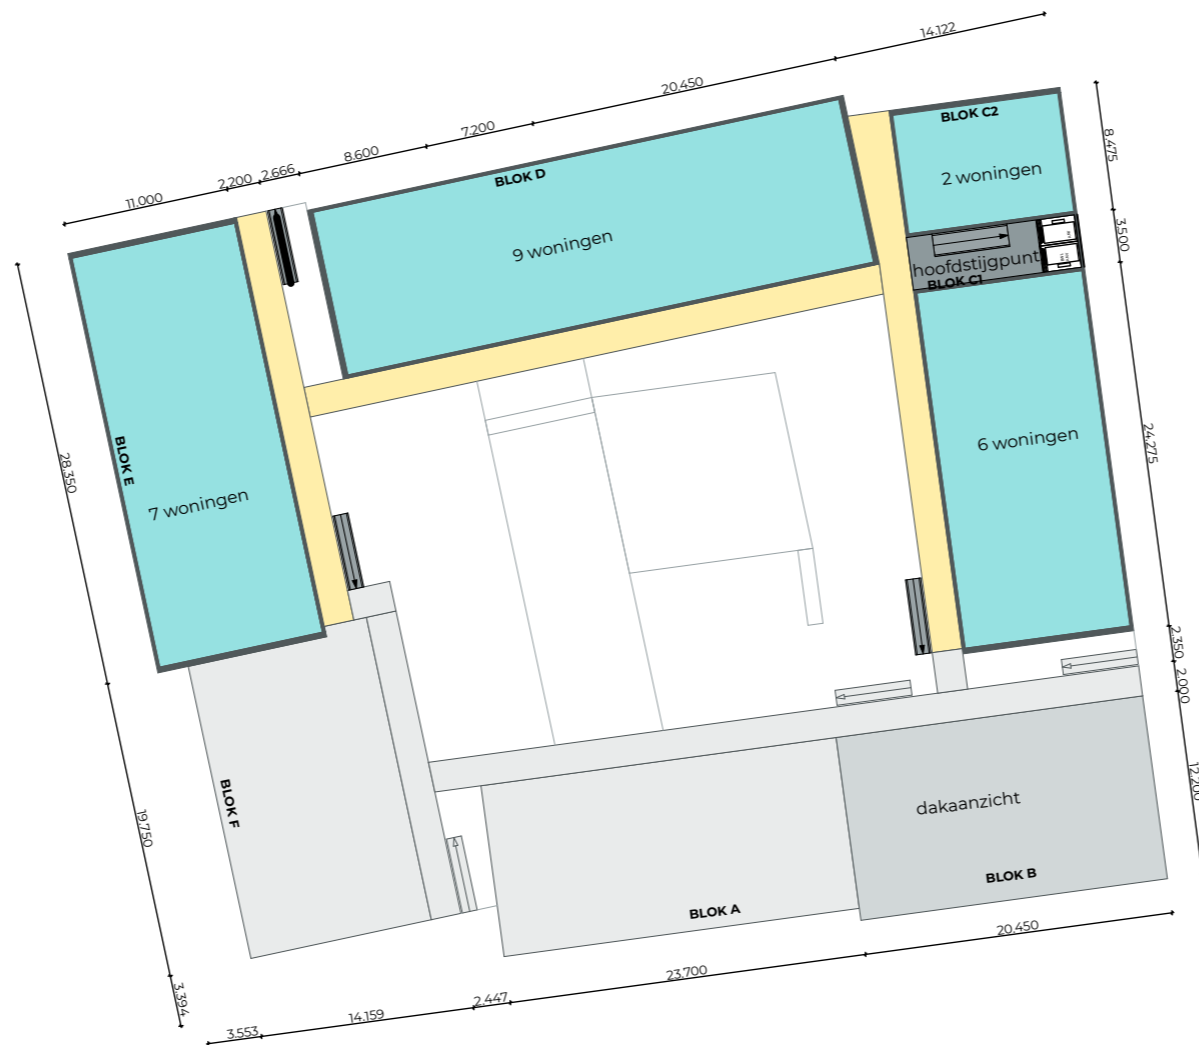 14.122
20.450
7.200
8.600
2.666
2.200
11.000
8.475
3.500
24.275
2.350
2.000
12.200
BLOK C2
2 woningen
hoofdstijgpunt
BLOK C1
BLOK D
9 woningen
6 woningen
BLOK E
7 woningen
28.350
19.750
3.394
BLOK F
dakaanzicht
BLOK B
BLOK A
20.450
23.700
2.447
14.159
3.553